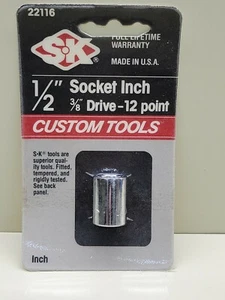 22116
S·K
FULL LIFETIME
WARRANTY
MADE IN U.S.A.
1/2" Socket Inch
3/8" Drive-12 point
CUSTOM TOOLS
S·K® tools are
superior qual-
ity tools. Fitted,
tempered, and
rigidly tested.
See back
panel.
Inch